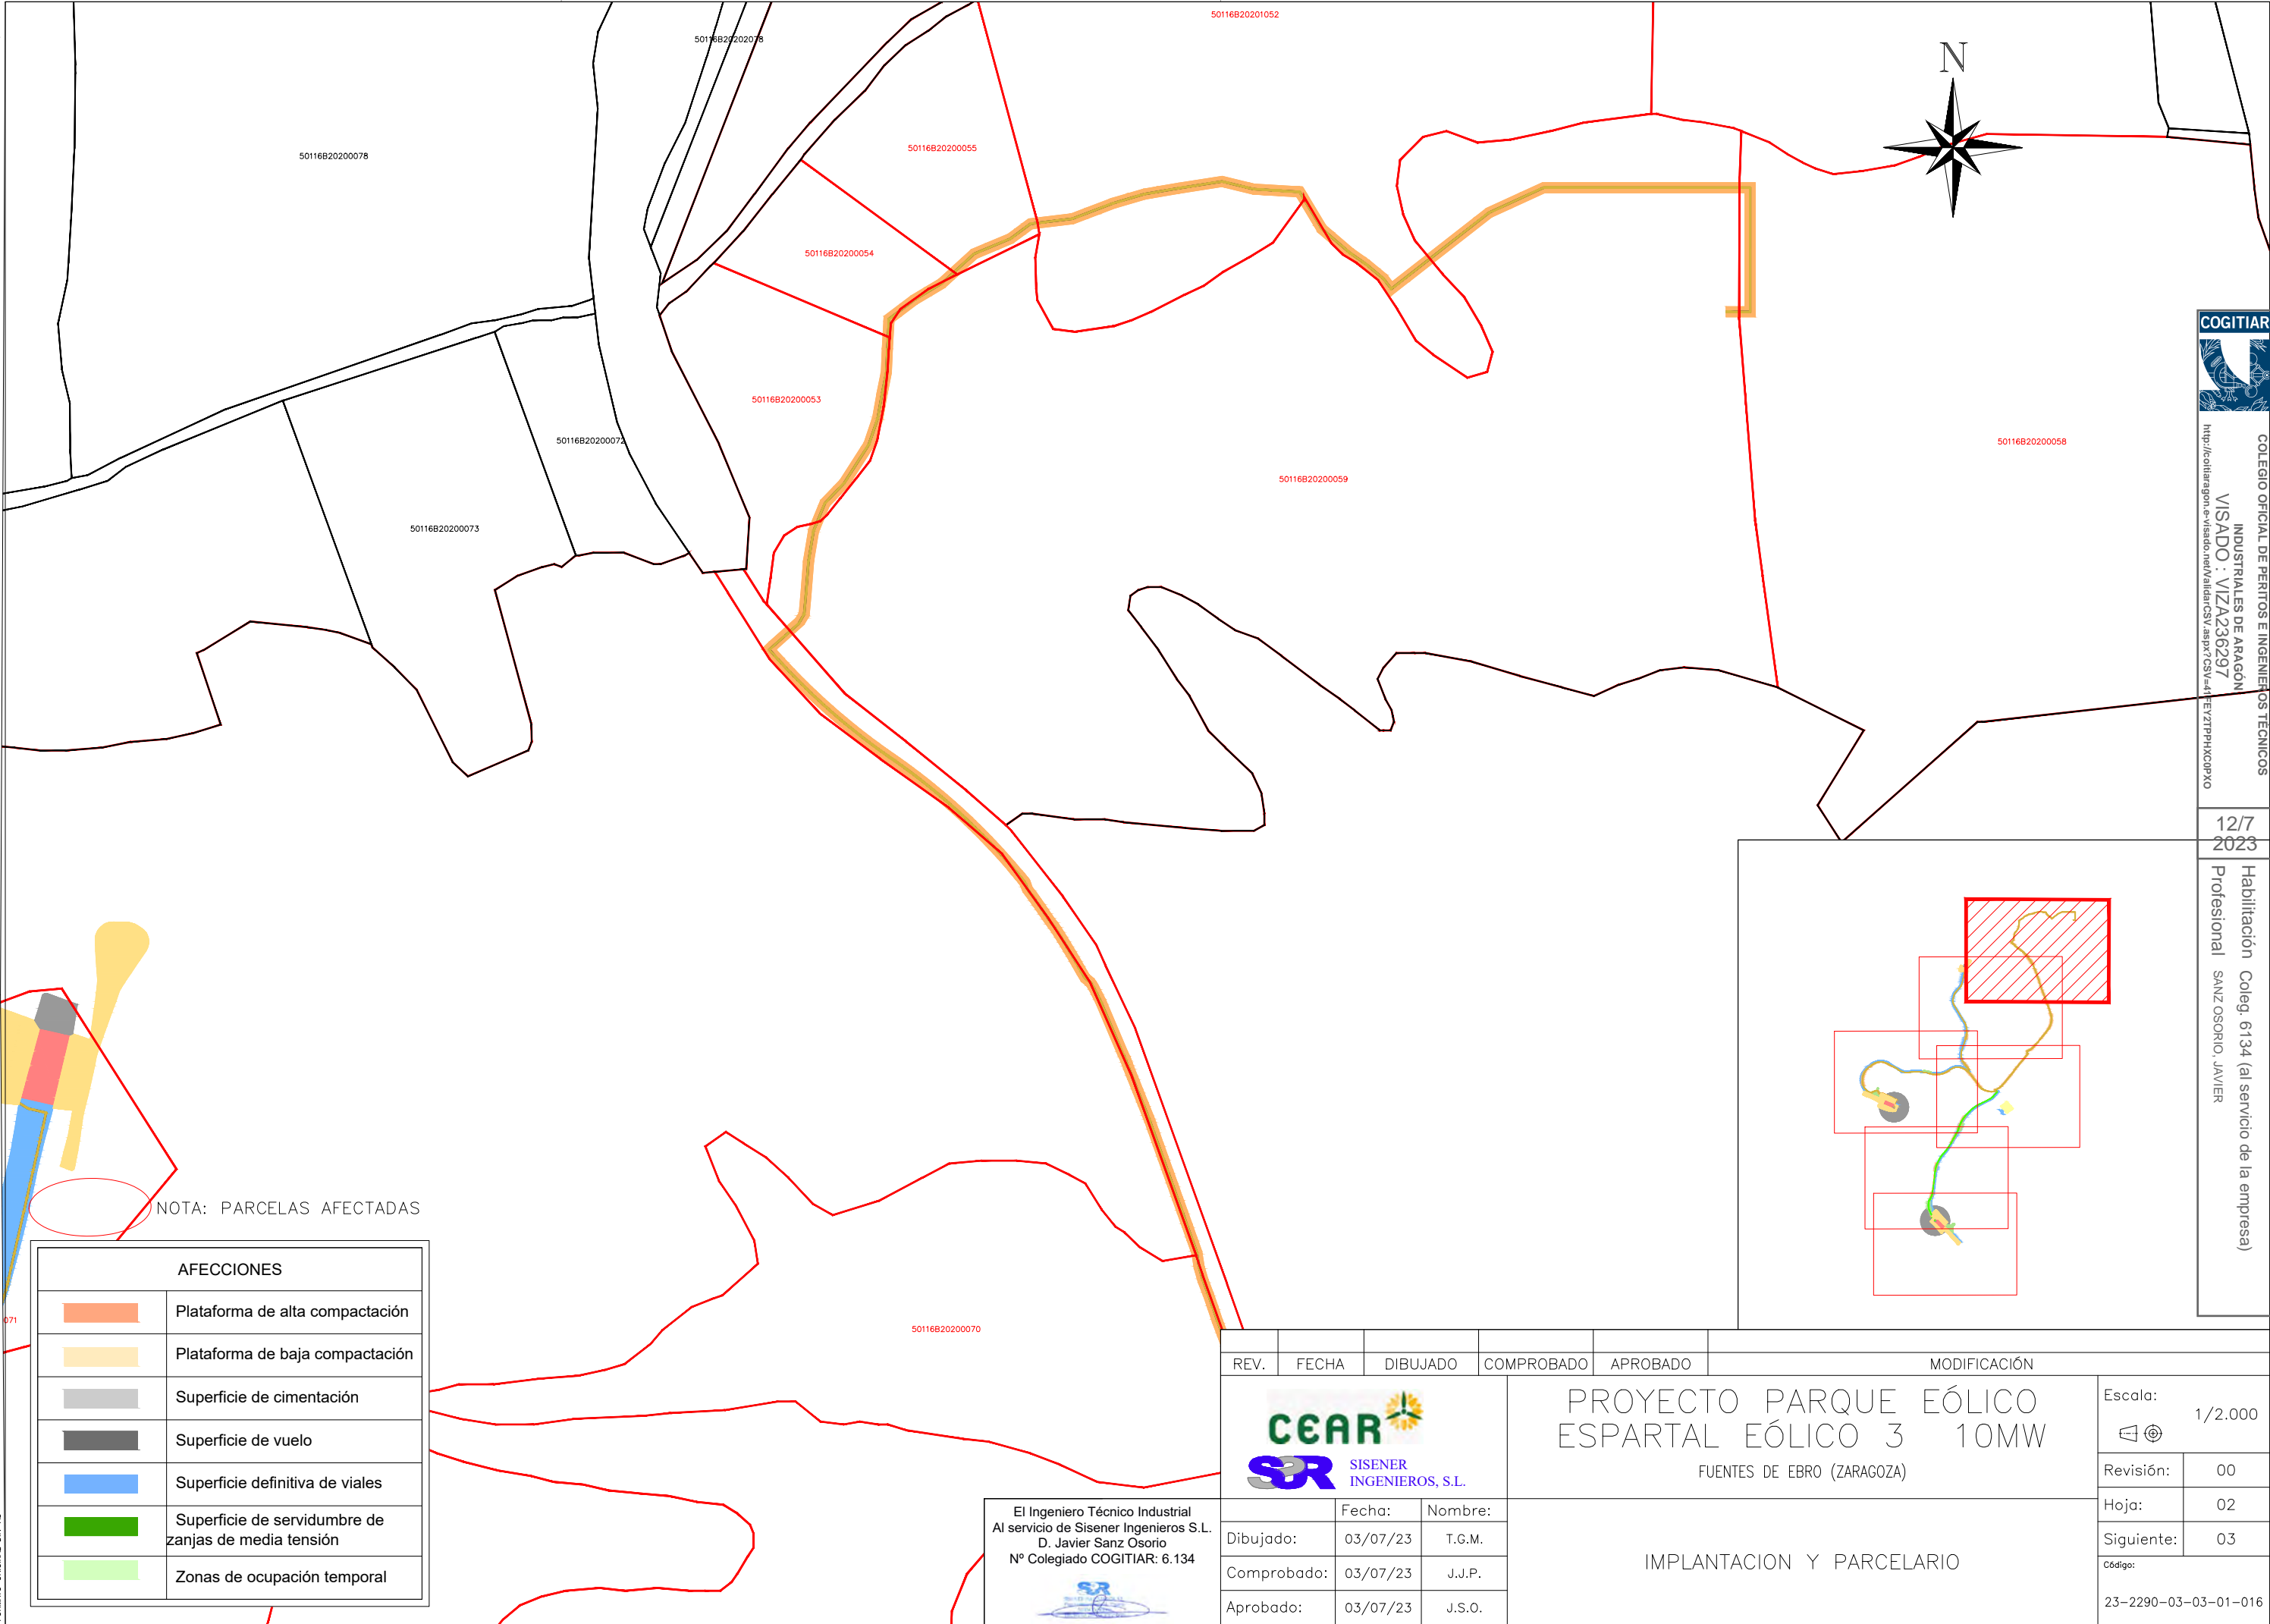 50116B20201052
50116B20202078
50116B20200078
50116B20200055
50116B20200054
50116B20200053
50116B20200072
50116B20200073
50116B20200059
50116B20200058
50116B20200070
071
N
COGITIAR
COLEGIO OFICIAL DE PERITOS E INGENIEROS TÉCNICOS
INDUSTRIALES DE ARAGÓN
VISADO : VIZA236297
12/7
2023
Habilitación Coleg. 6134 (al servicio de la empresa)
Profesional SANZ OSORIO, JAVIER
NOTA: PARCELAS AFECTADAS
AFECCIONES
Plataforma de alta compactación
Plataforma de baja compactación
Superficie de cimentación
Superficie de vuelo
Superficie definitiva de viales
Superficie de servidumbre de
zanjas de media tensión
Zonas de ocupación temporal
El Ingeniero Técnico Industrial
Al servicio de Sisener Ingenieros S.L.
D. Javier Sanz Osorio
Nº Colegiado COGITIAR: 6.134
REV. FECHA DIBUJADO COMPROBADO APROBADO MODIFICACIÓN
CEAR
SISENER
INGENIEROS, S.L.
PROYECTO PARQUE EÓLICO
ESPARTAL EÓLICO 3 10MW
FUENTES DE EBRO (ZARAGOZA)
Escala:
1/2.000
Revisión: 00
Hoja: 02
Siguiente: 03
Código:
23-2290-03-03-01-016
Fecha: Nombre:
Dibujado: 03/07/23 T.G.M.
Comprobado: 03/07/23 J.J.P.
Aprobado: 03/07/23 J.S.O.
IMPLANTACION Y PARCELARIO